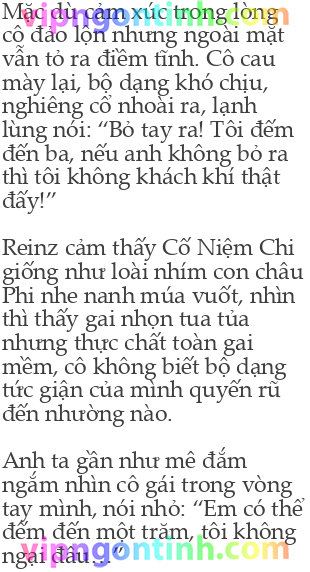 Mặc dù cảm xúc trong lòng
cô đảo lộn nhưng ngoài mặt
vẫn tỏ ra điềm tĩnh. Cô cau
mày lại, bộ dạng khó chịu,
nghiêng cổ nhoài ra, lạnh
lùng nói: “Bỏ tay ra! Tôi đếm
đến ba, nếu anh không bỏ ra
thì tôi không khách khí thật
đấy!”
Reinz cảm thấy Cố Niệm Chi
giống như loài nhím con châu
Phi nhe nanh múa vuốt, nhìn
thì thấy gai nhọn tua tủa
nhưng thực chất toàn gai
mềm, cô không biết bộ dạng
tức giận của mình quyến rũ
đến nhường nào.
Anh ta gần như mê đắm
ngắm nhìn cô gái trong vòng
tay mình, nói nhỏ: “Em có thể
đếm đến một trăm, tôi không
ngại đâu...”
vipngontinh.com
vipngontinh.com